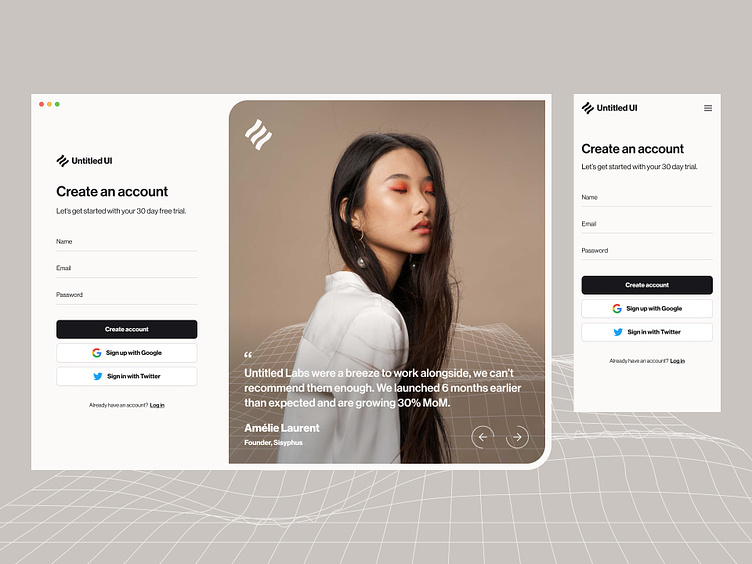 Untitled UI
Create an account
Let's get started with your 30 day free trial.
Name
Email
Password
Create account
Sign up with Google
Sign in with Twitter
Already have an account? Log in
“
Untitled Labs were a breeze to work alongside, we can't
recommend them enough. We launched 6 months earlier
than expected and are growing 30% MoM.
Amélie Laurent
Founder, Sisyphus
Untitled UI
Create an account
Let's get started with your 30 day trial.
Name
Email
Password
Create account
Sign up with Google
Sign in with Twitter
Already have an account? Log in